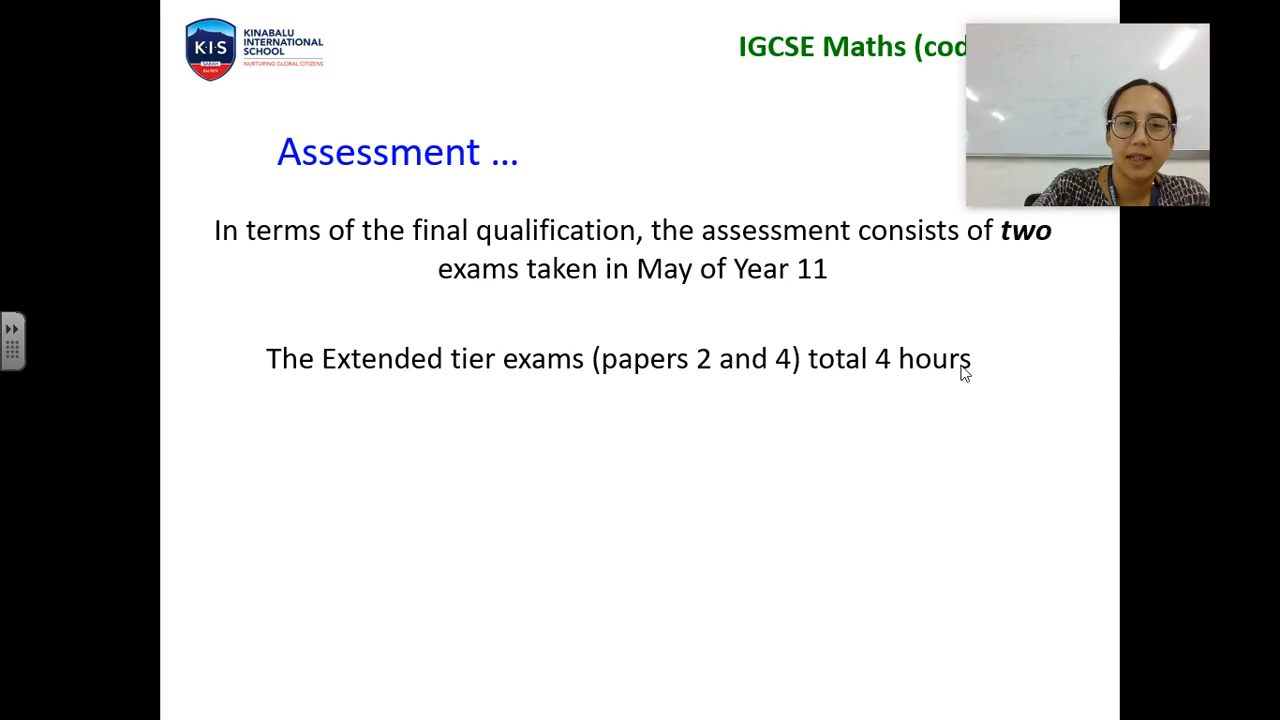 K·I·S
SABAH
KINABALU
INTERNATIONAL
SCHOOL
NURTURING GLOBAL CITIZENS
IGCSE Maths (cod
Assessment ...
In terms of the final qualification, the assessment consists of two
exams taken in May of Year 11
The Extended tier exams (papers 2 and 4) total 4 hours